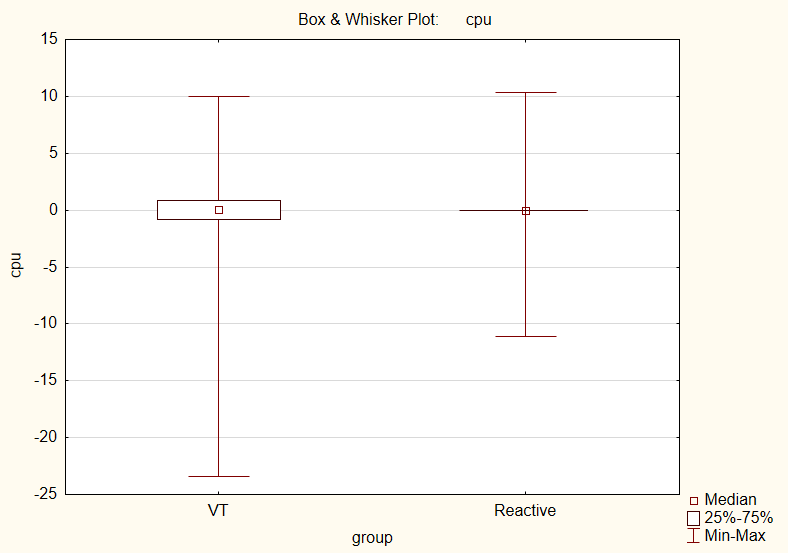 Box & Whisker Plot: cpu
15
10
5
0
-5
-10
-15
-20
-25
cpu
VT Reactive
group
Median
25%-75%
Min-Max